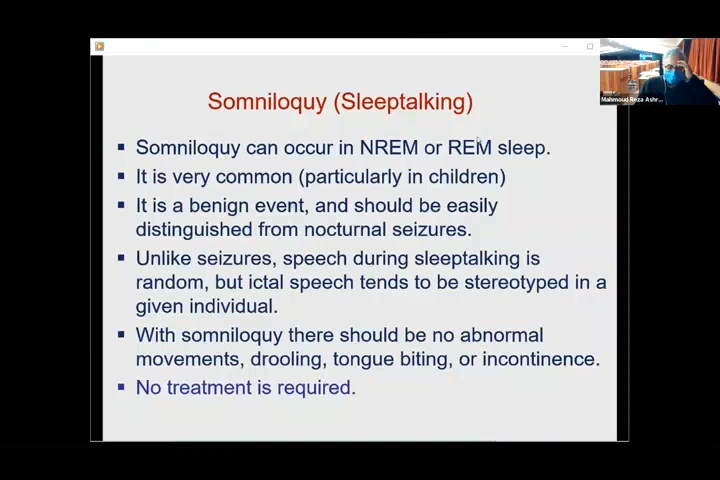 Somniloquy (Sleeptalking)
▪ Somniloquy can occur in NREM or REM sleep.
▪ It is very common (particularly in children)
▪ It is a benign event, and should be easily
distinguished from nocturnal seizures.
▪ Unlike seizures, speech during sleeptalking is
random, but ictal speech tends to be stereotyped in a
given individual.
▪ With somniloquy there should be no abnormal
movements, drooling, tongue biting, or incontinence.
▪ No treatment is required.
Mahmoud Reza Ashr...